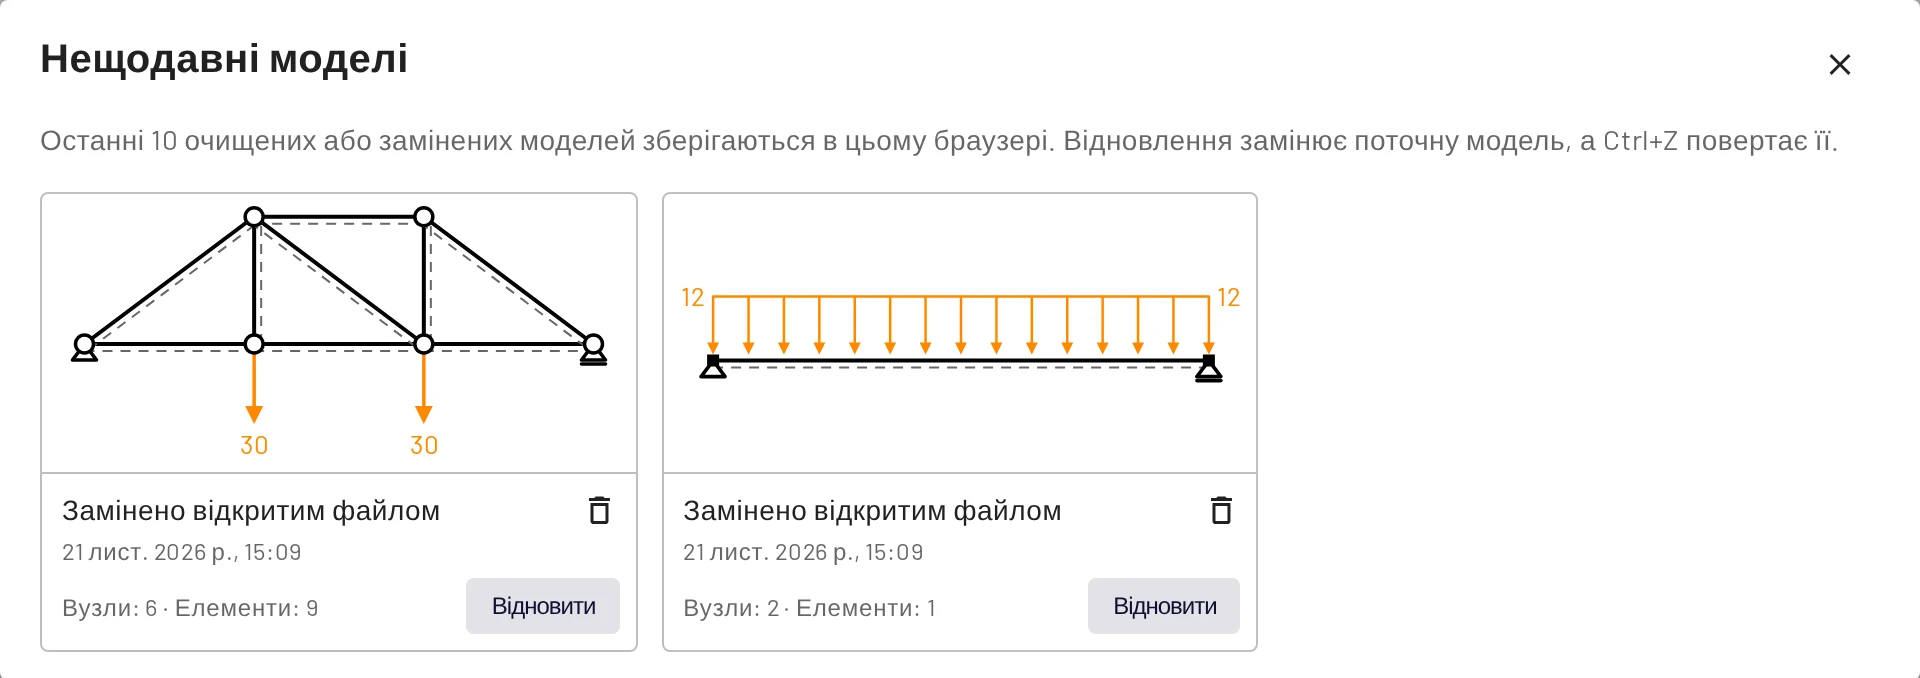 Нещодавні моделі
Останні 10 очищених або замінених моделей зберігаються в цьому браузері. Відновлення замінює поточну модель, а Ctrl+Z повертає її.
30 30
Замінено відкритим файлом
21 лист. 2026 р., 15:09
Вузли: 6 · Елементи: 9
Відновити
12 12
Замінено відкритим файлом
21 лист. 2026 р., 15:09
Вузли: 2 · Елементи: 1
Відновити